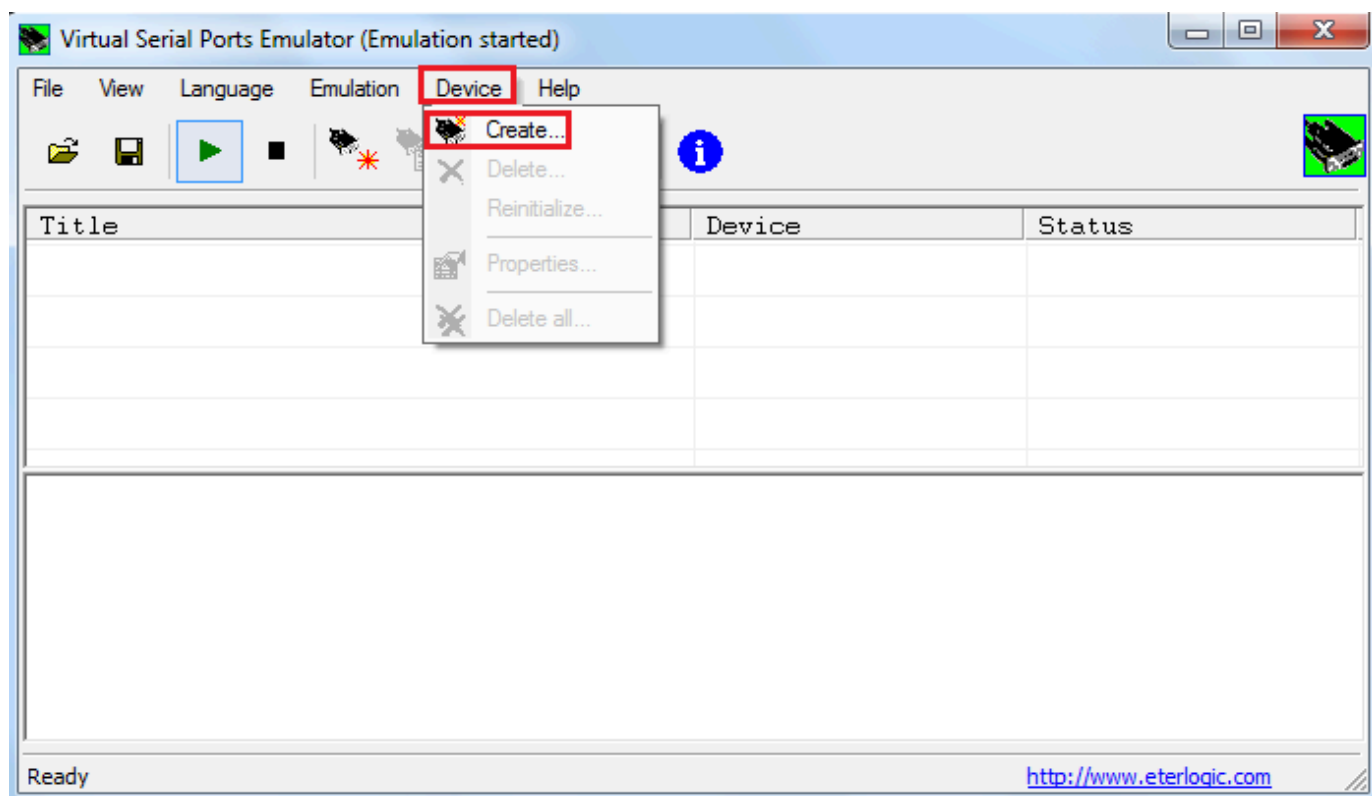 Virtual Serial Ports Emulator (Emulation started)
File View Language Emulation Device Help
Create...
Delete...
Reinitialize...
Properties...
Delete all...
Title Device Status
Ready http://www.eterlogic.com